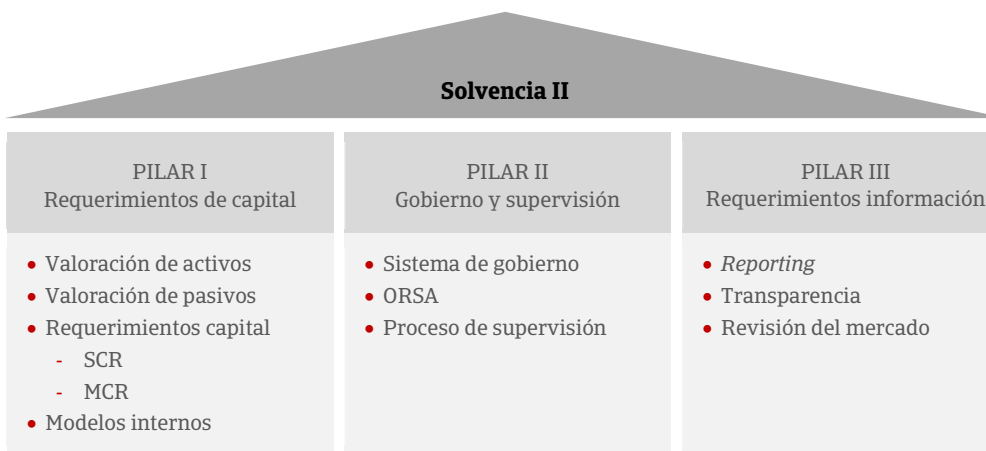 Solvencia II
PILAR I
Requerimientos de capital
• Valoración de activos
• Valoración de pasivos
• Requerimientos capital
- SCR
- MCR
• Modelos internos
PILAR II
Gobierno y supervisión
• Sistema de gobierno
• ORSA
• Proceso de supervisión
PILAR III
Requerimientos información
• Reporting
• Transparencia
• Revisión del mercado